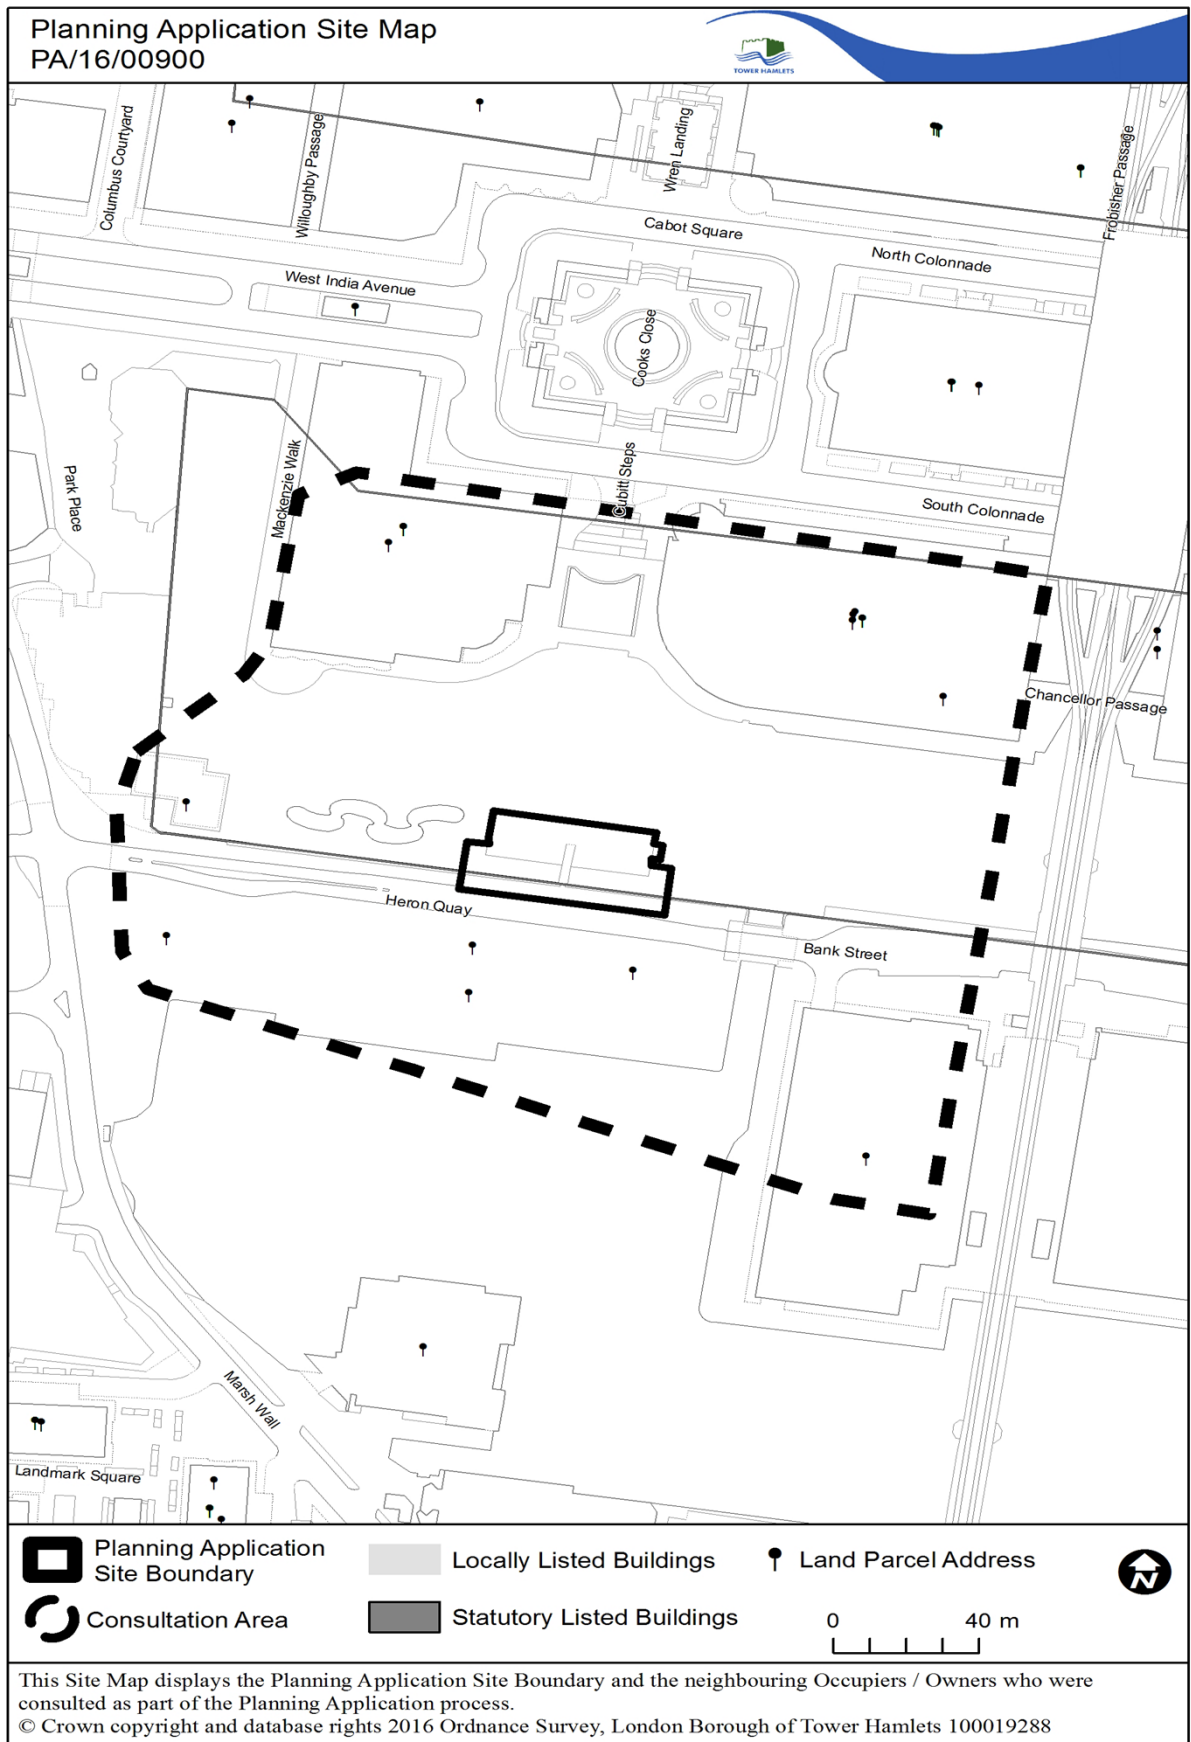 Planning Application Site Map
PA/16/00900
TOWER HAMLETS
Columbus Courtyard
Willoughby Passage
Wren Landing
Frobisher Passage
Cabot Square
North Colonnade
West India Avenue
Cooks Close
Park Place
Mackenzie Walk
Cubitt Steps
South Colonnade
Chancellor Passage
Heron Quay
Bank Street
Marsh Wall
Landmark Square
Planning Application
Site Boundary
Locally Listed Buildings
Land Parcel Address
N
Consultation Area
Statutory Listed Buildings
0 40 m
This Site Map displays the Planning Application Site Boundary and the neighbouring Occupiers / Owners who were
consulted as part of the Planning Application process.
© Crown copyright and database rights 2016 Ordnance Survey, London Borough of Tower Hamlets 100019288